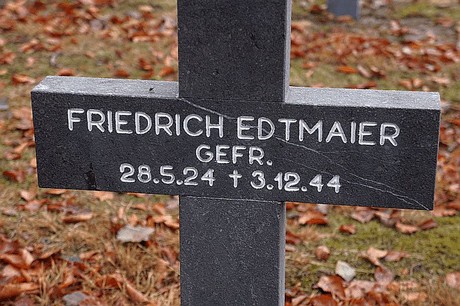 FRIEDRICH EDTMAIER
GEFR.
28.5.24 ✝ 3.12.44